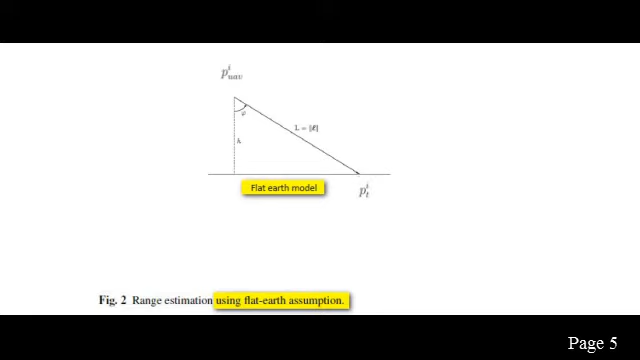 p^i_uav
φ
L = ||ℓ||
h
Flat earth model
p^i_t
Fig. 2 Range estimation using flat-earth assumption.
Page 5